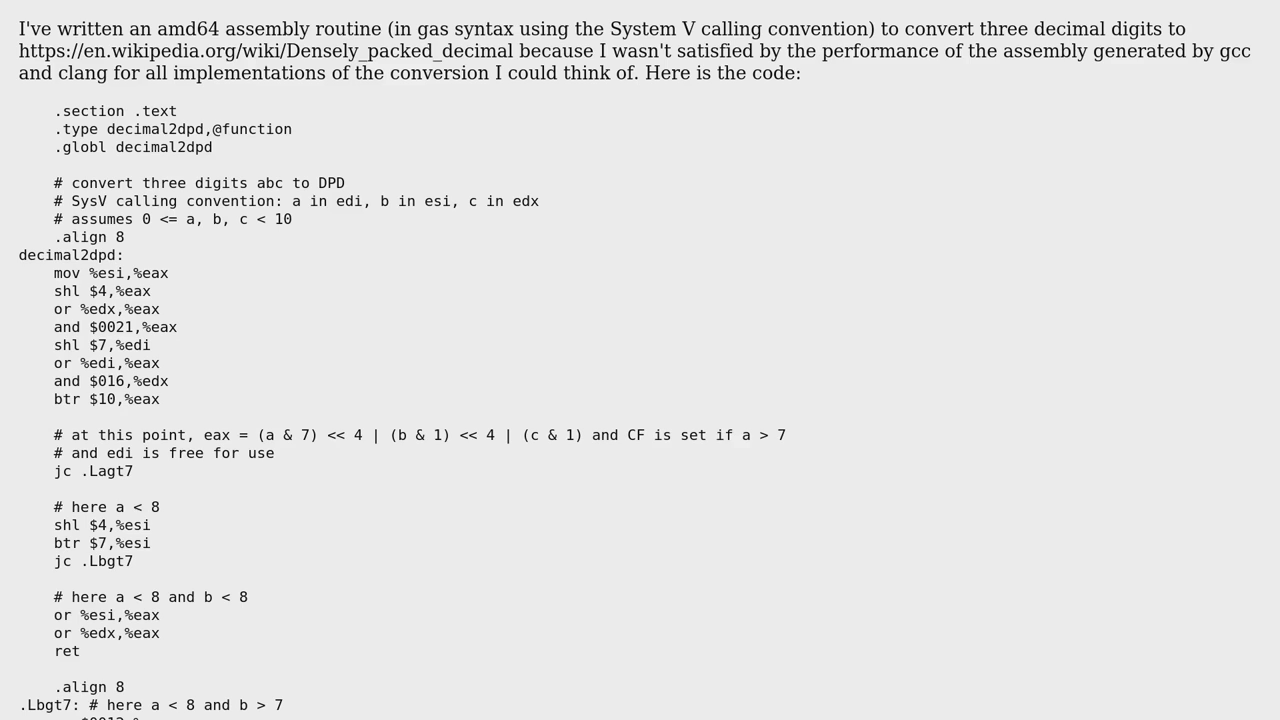 I've written an amd64 assembly routine (in gas syntax using the System V calling convention) to convert three decimal digits to
https://en.wikipedia.org/wiki/Densely_packed_decimal because I wasn't satisfied by the performance of the assembly generated by gcc
and clang for all implementations of the conversion I could think of. Here is the code:
.section .text
.type decimal2dpd,@function
.globl decimal2dpd
# convert three digits abc to DPD
# SysV calling convention: a in edi, b in esi, c in edx
# assumes 0 <= a, b, c < 10
.align 8
decimal2dpd:
mov %esi,%eax
shl $4,%eax
or %edx,%eax
and $0021,%eax
shl $7,%edi
or %edi,%eax
and $016,%edx
btr $10,%eax
# at this point, eax = (a & 7) << 4 | (b & 1) << 4 | (c & 1) and CF is set if a > 7
# and edi is free for use
jc .Lagt7
# here a < 8
shl $4,%esi
btr $7,%esi
jc .Lbgt7
# here a < 8 and b < 8
or %esi,%eax
or %edx,%eax
ret
.align 8
.Lbgt7: # here a < 8 and b > 7